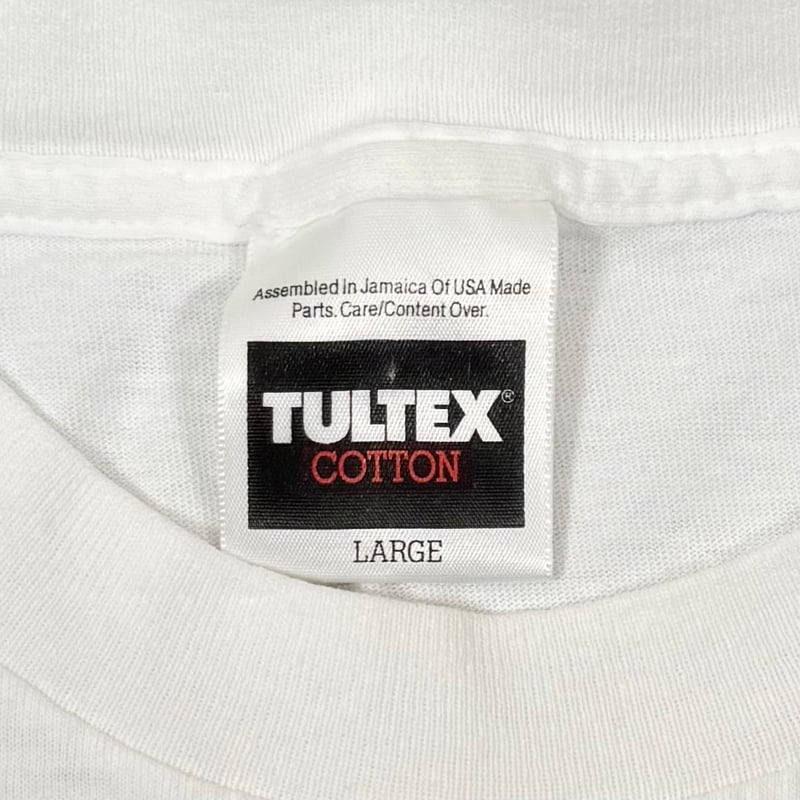 Assembled In Jamaica Of USA Made
Parts. Care/Content Over.
TULTEX®
COTTON
LARGE